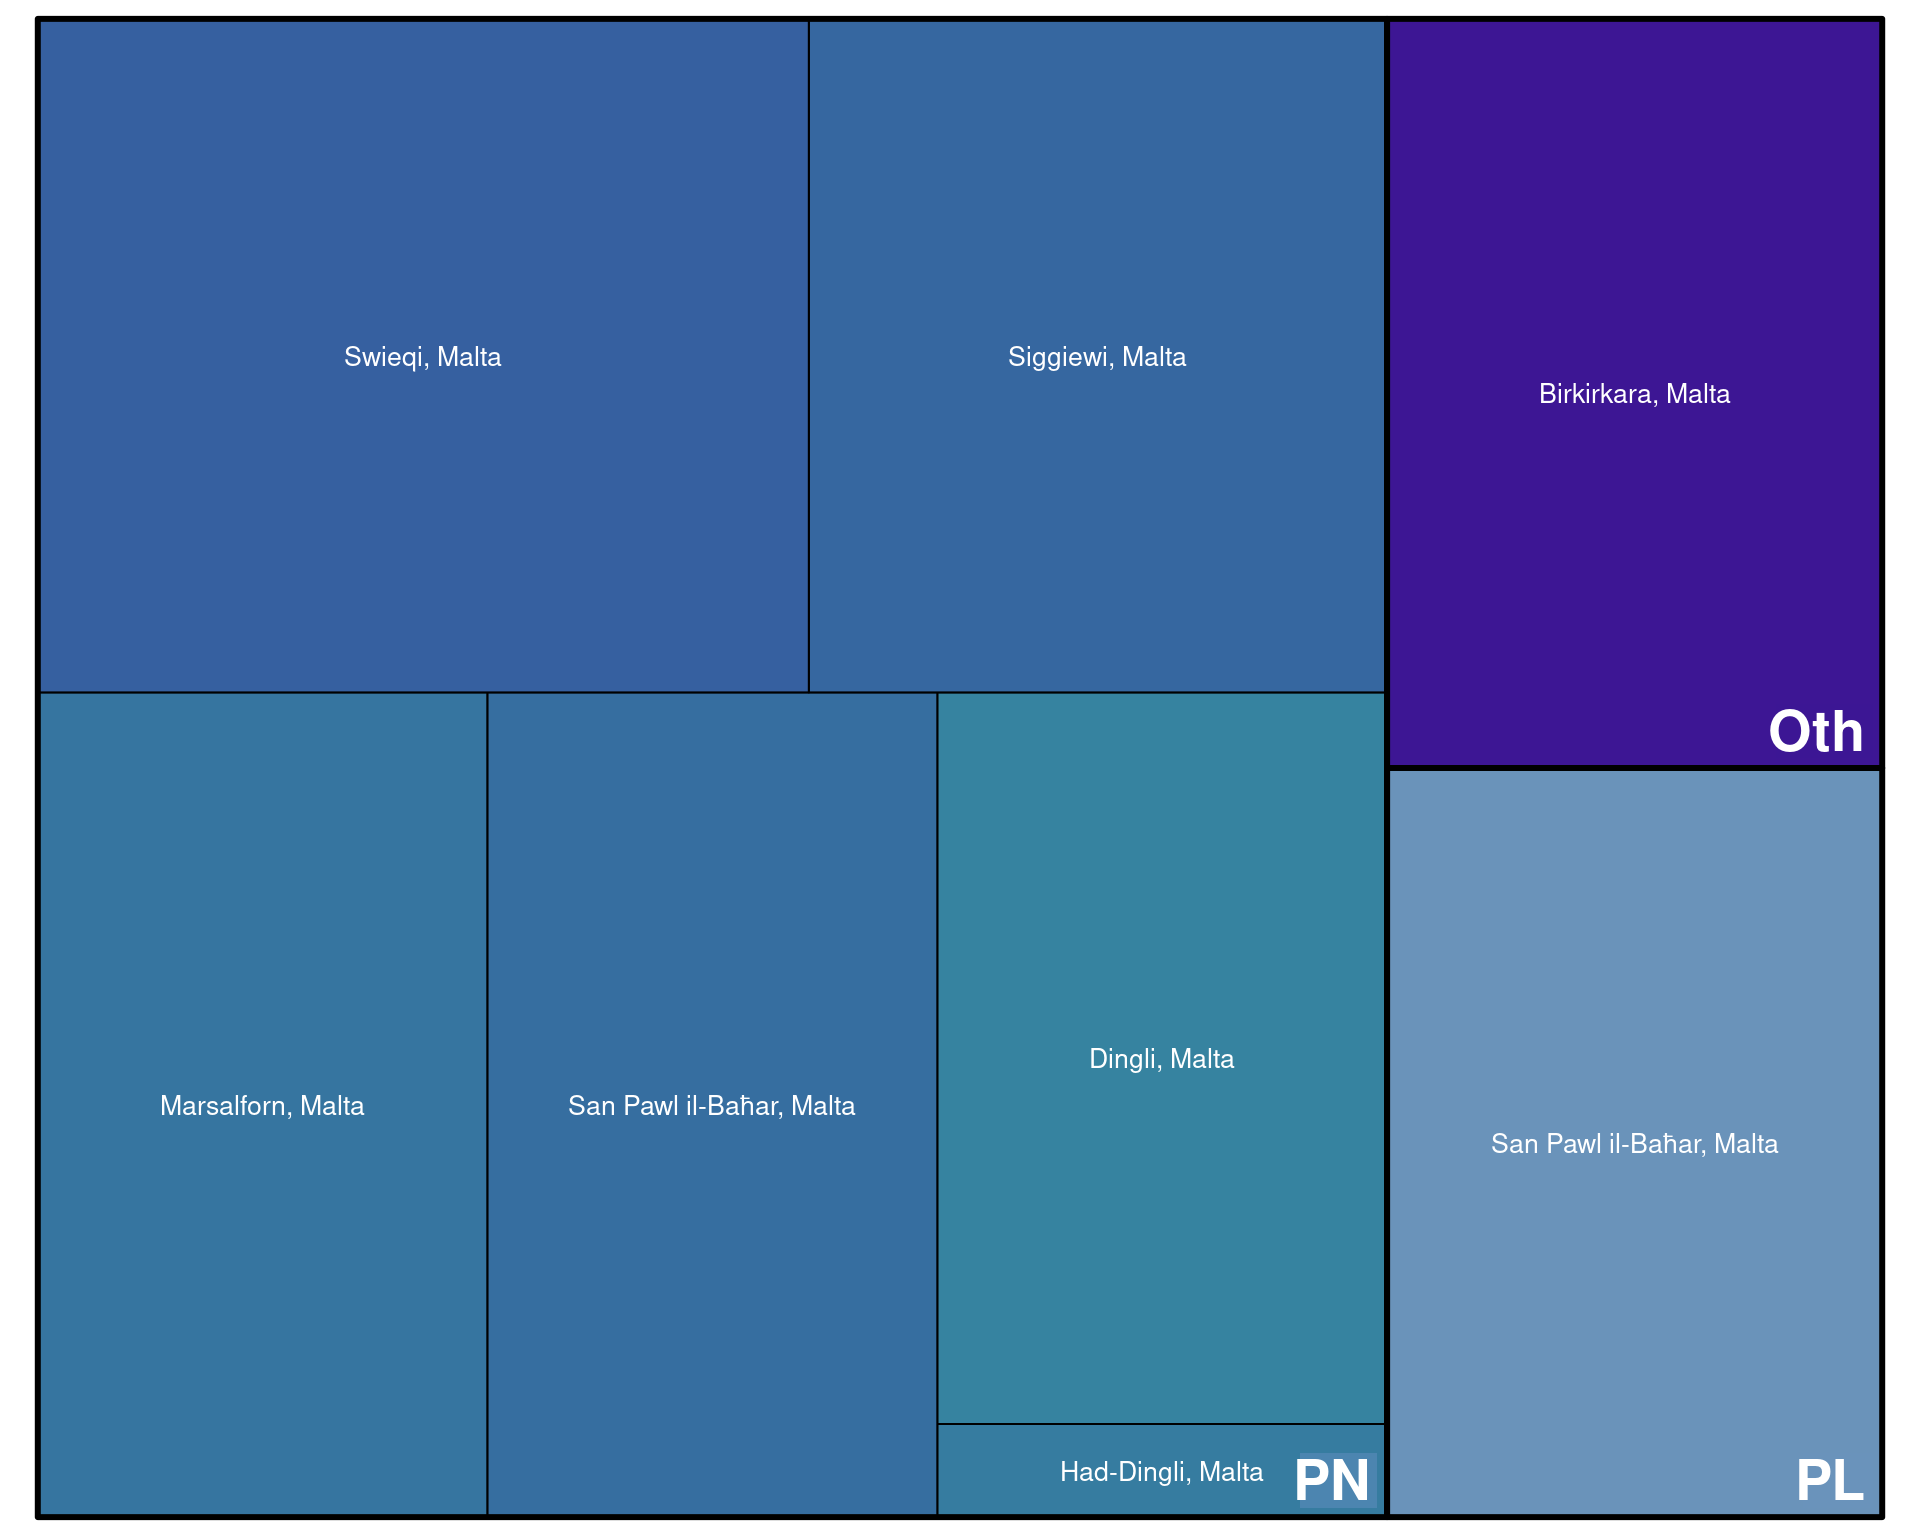 Swieqi, Malta
Siggiewi, Malta
Birkirkara, Malta
Oth
Marsalforn, Malta
San Pawl il-Baħar, Malta
Dingli, Malta
Had-Dingli, Malta
PN
San Pawl il-Baħar, Malta
PL